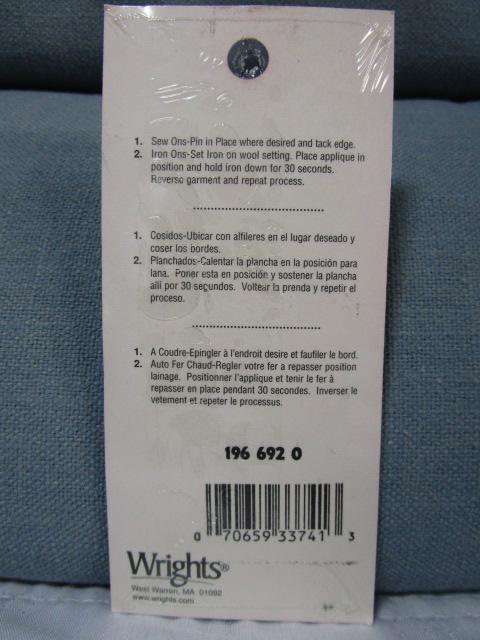 1. Sew Ons-Pin in Place where desired and tack edge.
2. Iron Ons-Set Iron on wool setting. Place applique in
position and hold iron down for 30 seconds.
Reverse garment and repeat process.
1. Cosidos-Ubicar con alfileres en el lugar deseado y
coser los bordes.
2. Planchados-Calentar la plancha en la posición para
lana. Poner esta en posición y sostener la plancha
alli por 30 segundos. Voltear la prenda y repetir el
proceso.
1. A Coudre-Epingler à l'endroit desire et faufiler le bord.
2. Auto Fer Chaud-Regler votre fer a repasser position
lainage. Positionner l'applique et tenir le fer à
repasser en place pendant 30 secondes. Inverser le
vetement et repeter le processus.
196 692 0
0 70659 33741 3
Wrights®
West Warren, MA 01092
www.wrights.com